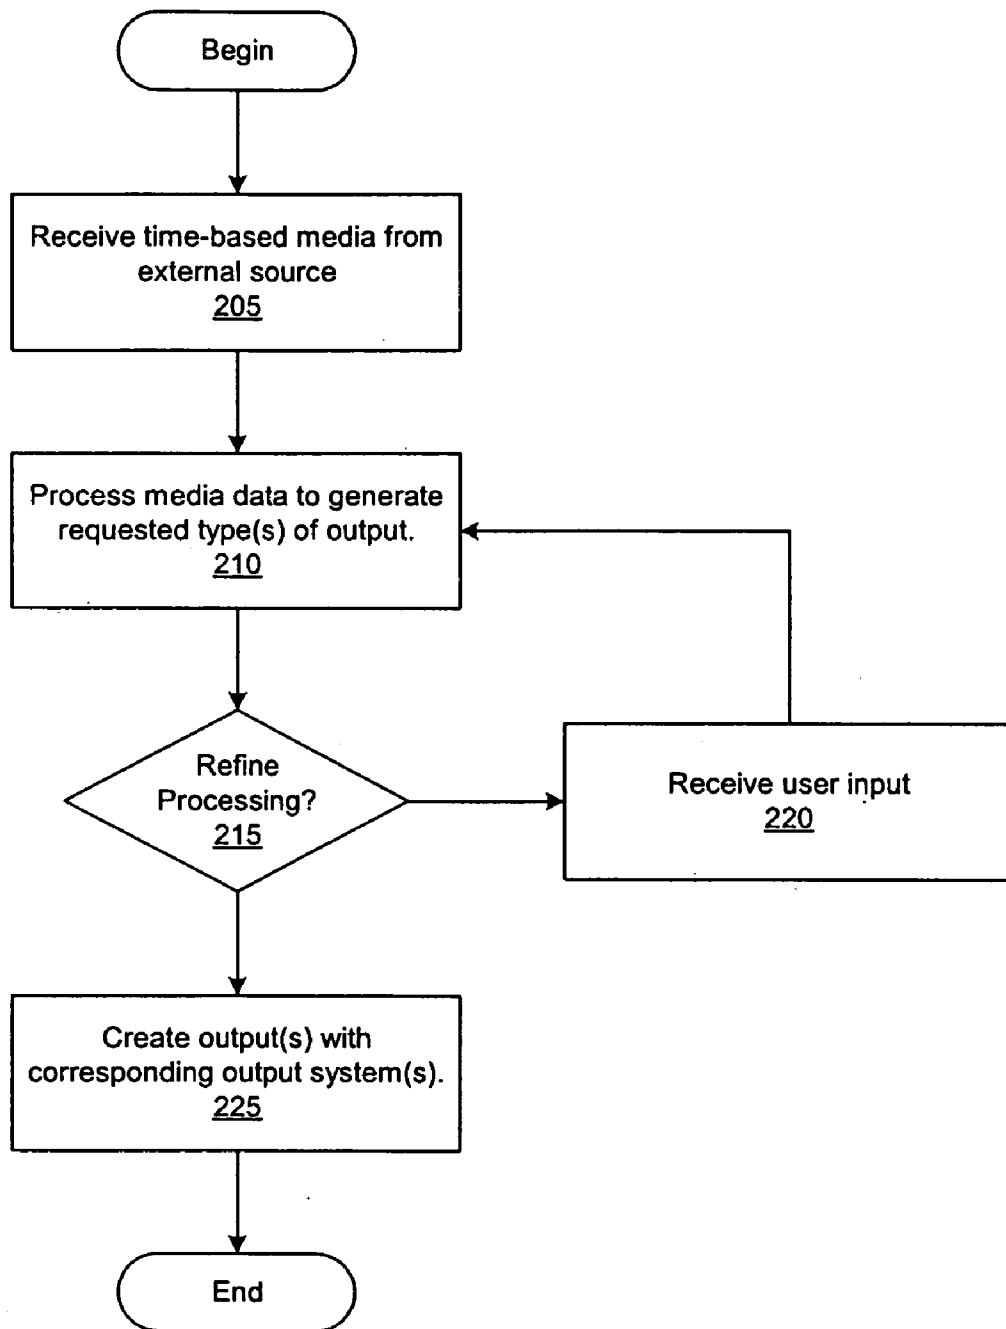 Begin
Receive time-based media from
external source
205
Process media data to generate
requested type(s) of output.
210
Refine
Processing?
215
Receive user input
220
Create output(s) with
corresponding output system(s).
225
End